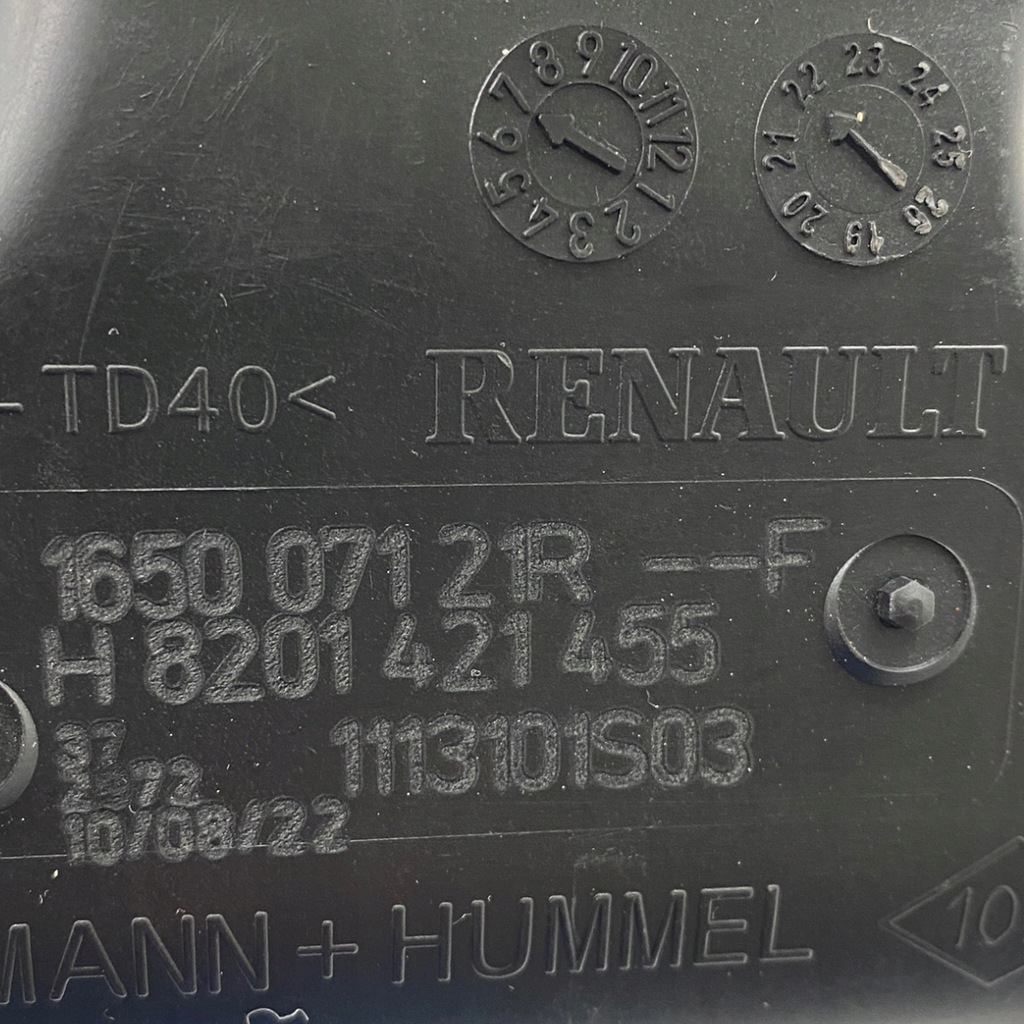 1 2 3 4 5 6 7 8 9 10 11 12
19 20 21 22 23 24 25 26
-TD40<
RENAULT
1650 071 21R --F
H 8201 421 455
37
1113101S03
10/08/22
MANN + HUMMEL
10